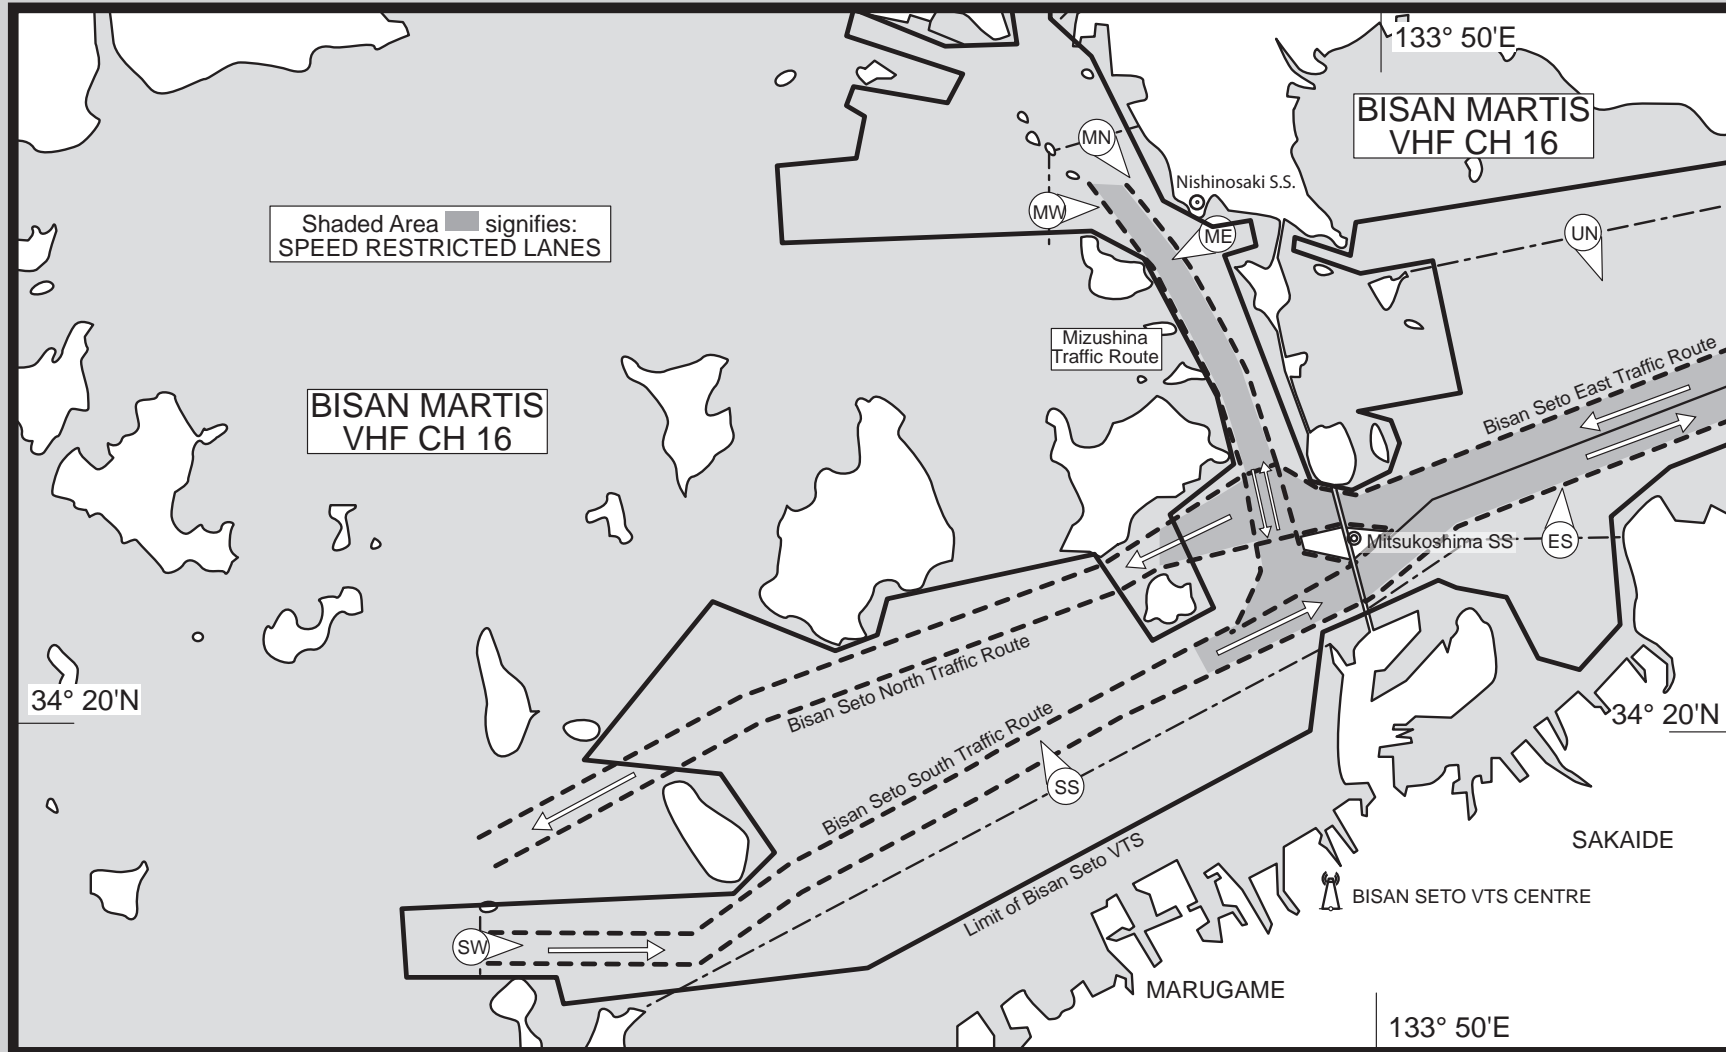 133° 50'E
BISAN MARTIS
VHF CH 16
MN
Nishinosaki S.S.
MW
ME
UN
Shaded Area signifies:
SPEED RESTRICTED LANES
Mizushina
Traffic Route
Bisan Seto East Traffic Route
BISAN MARTIS
VHF CH 16
Mitsukoshima SS
ES
34° 20'N
Bisan Seto North Traffic Route
34° 20'N
Bisan Seto South Traffic Route
SS
SAKAIDE
Limit of Bisan Seto VTS
BISAN SETO VTS CENTRE
SW
MARUGAME
133° 50'E